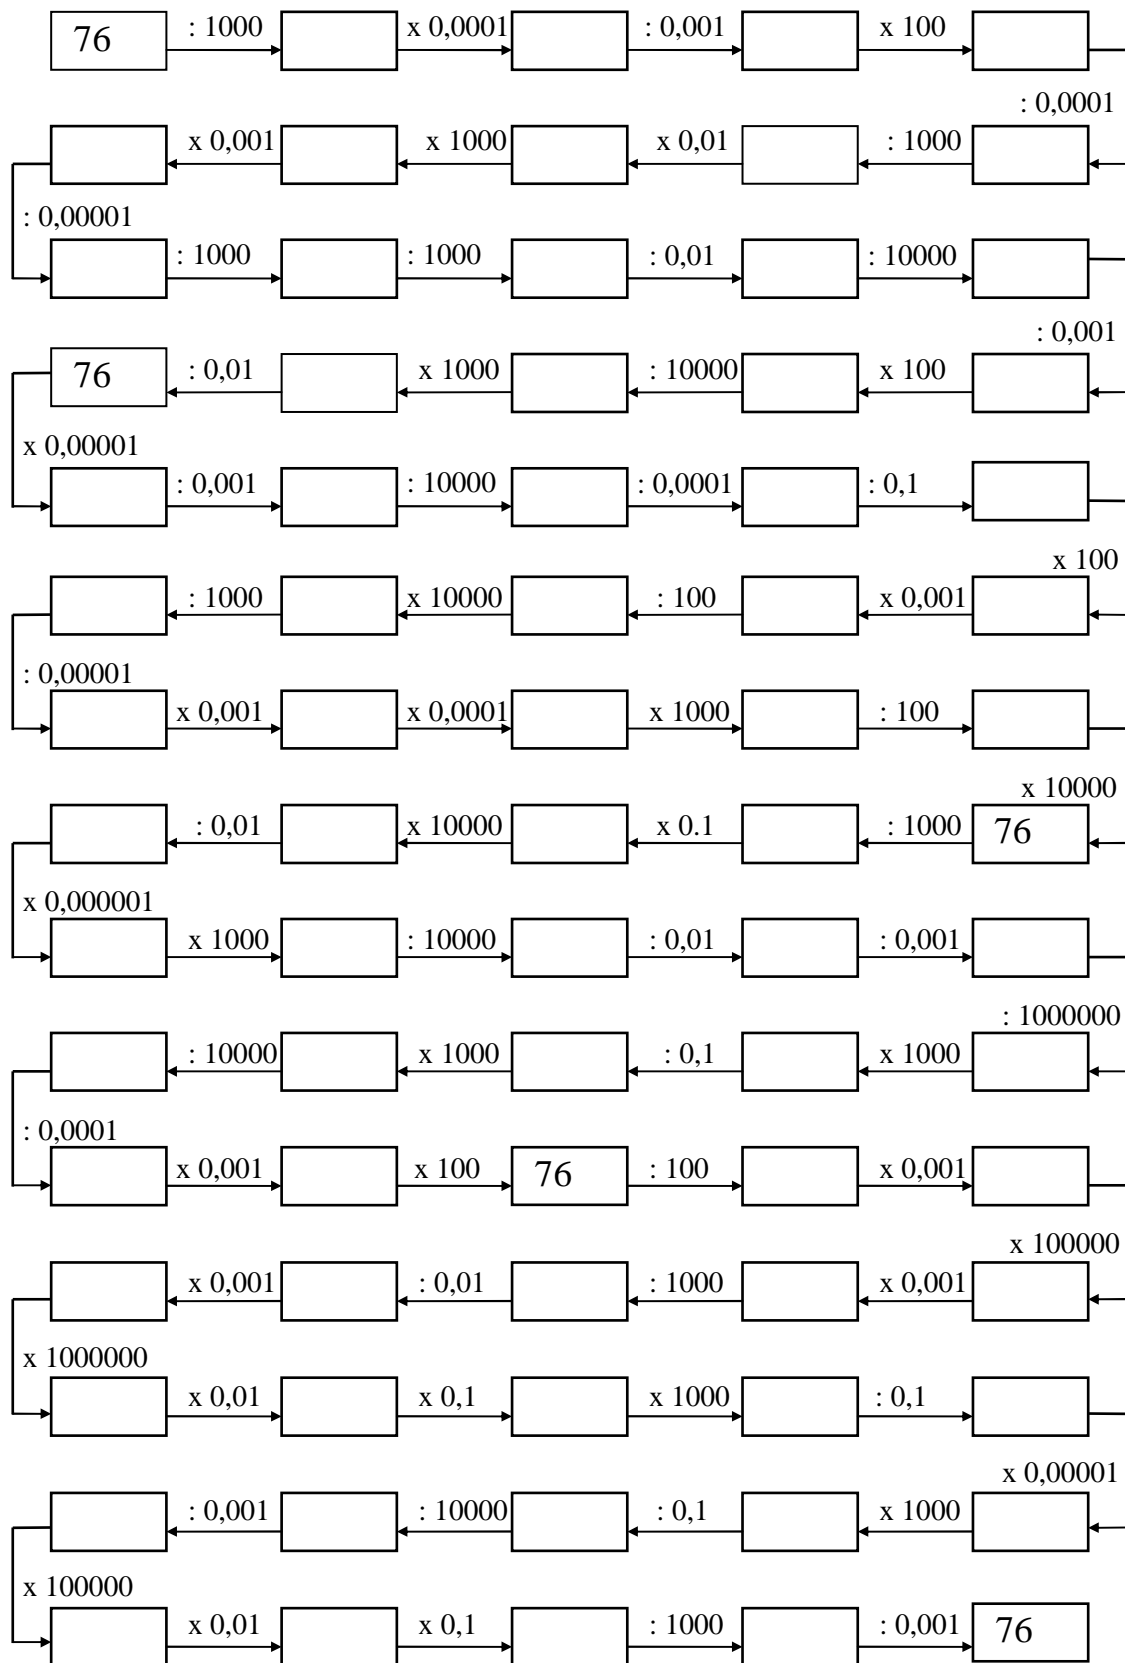 76 : 1000 x 0,0001 : 0,001 x 100
: 0,0001
x 0,001 x 1000 x 0,01 : 1000
: 0,00001
: 1000 : 1000 : 0,01 : 10000
: 0,001
76 : 0,01 x 1000 : 10000 x 100
x 0,00001
: 0,001 : 10000 : 0,0001 : 0,1
x 100
: 1000 x 10000 : 100 x 0,001
: 0,00001
x 0,001 x 0,0001 x 1000 : 100
x 10000
: 0,01 x 10000 x 0.1 : 1000 76
x 0,000001
x 1000 : 10000 : 0,01 : 0,001
: 1000000
: 10000 x 1000 : 0,1 x 1000
: 0,0001
x 0,001 x 100 76 : 100 x 0,001
x 100000
x 0,001 : 0,01 : 1000 x 0,001
x 1000000
x 0,01 x 0,1 x 1000 : 0,1
x 0,00001
: 0,001 : 10000 : 0,1 x 1000
x 100000
x 0,01 x 0,1 : 1000 : 0,001 76